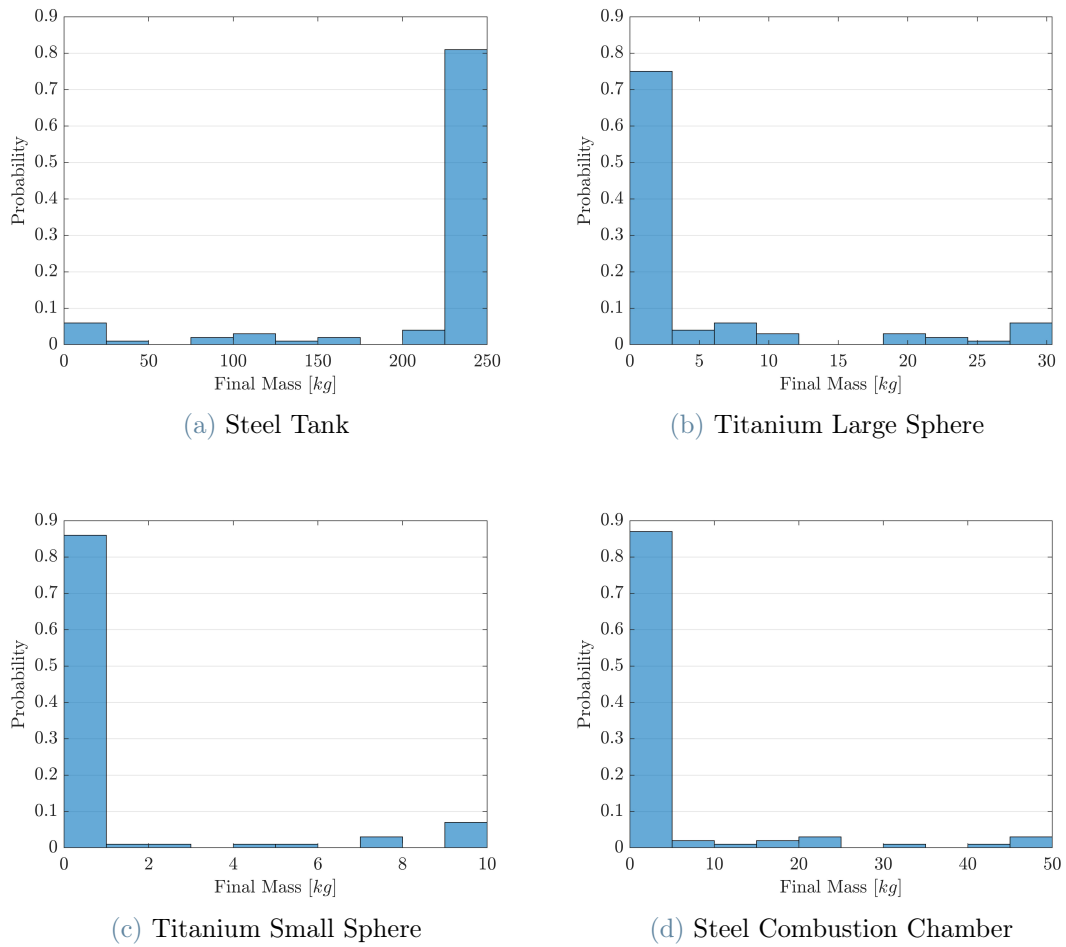 0.9
0.8
0.7
0.6
0.5
0.4
0.3
0.2
0.1
0
Probability
0 50 100 150 200 250
Final Mass [kg]
(a) Steel Tank
0.9
0.8
0.7
0.6
0.5
0.4
0.3
0.2
0.1
0
Probability
0 5 10 15 20 25 30
Final Mass [kg]
(b) Titanium Large Sphere
0.9
0.8
0.7
0.6
0.5
0.4
0.3
0.2
0.1
0
Probability
0 2 4 6 8 10
Final Mass [kg]
(c) Titanium Small Sphere
0.9
0.8
0.7
0.6
0.5
0.4
0.3
0.2
0.1
0
Probability
0 10 20 30 40 50
Final Mass [kg]
(d) Steel Combustion Chamber